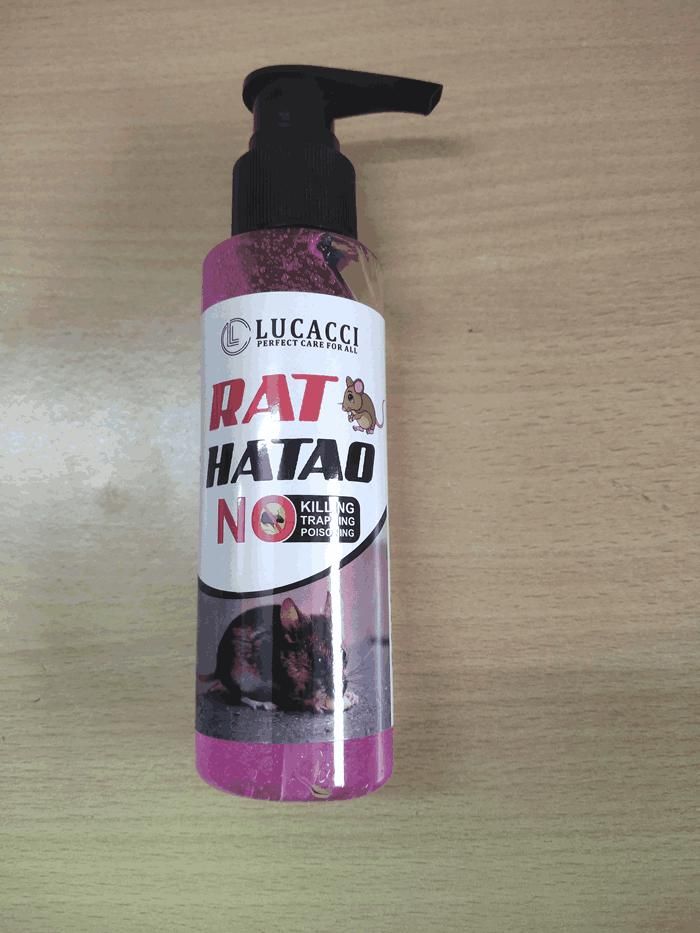 LUCACCI
PERFECT CARE FOR ALL
RAT
HATAO
NO
KILLING
TRAPPING
POISONING